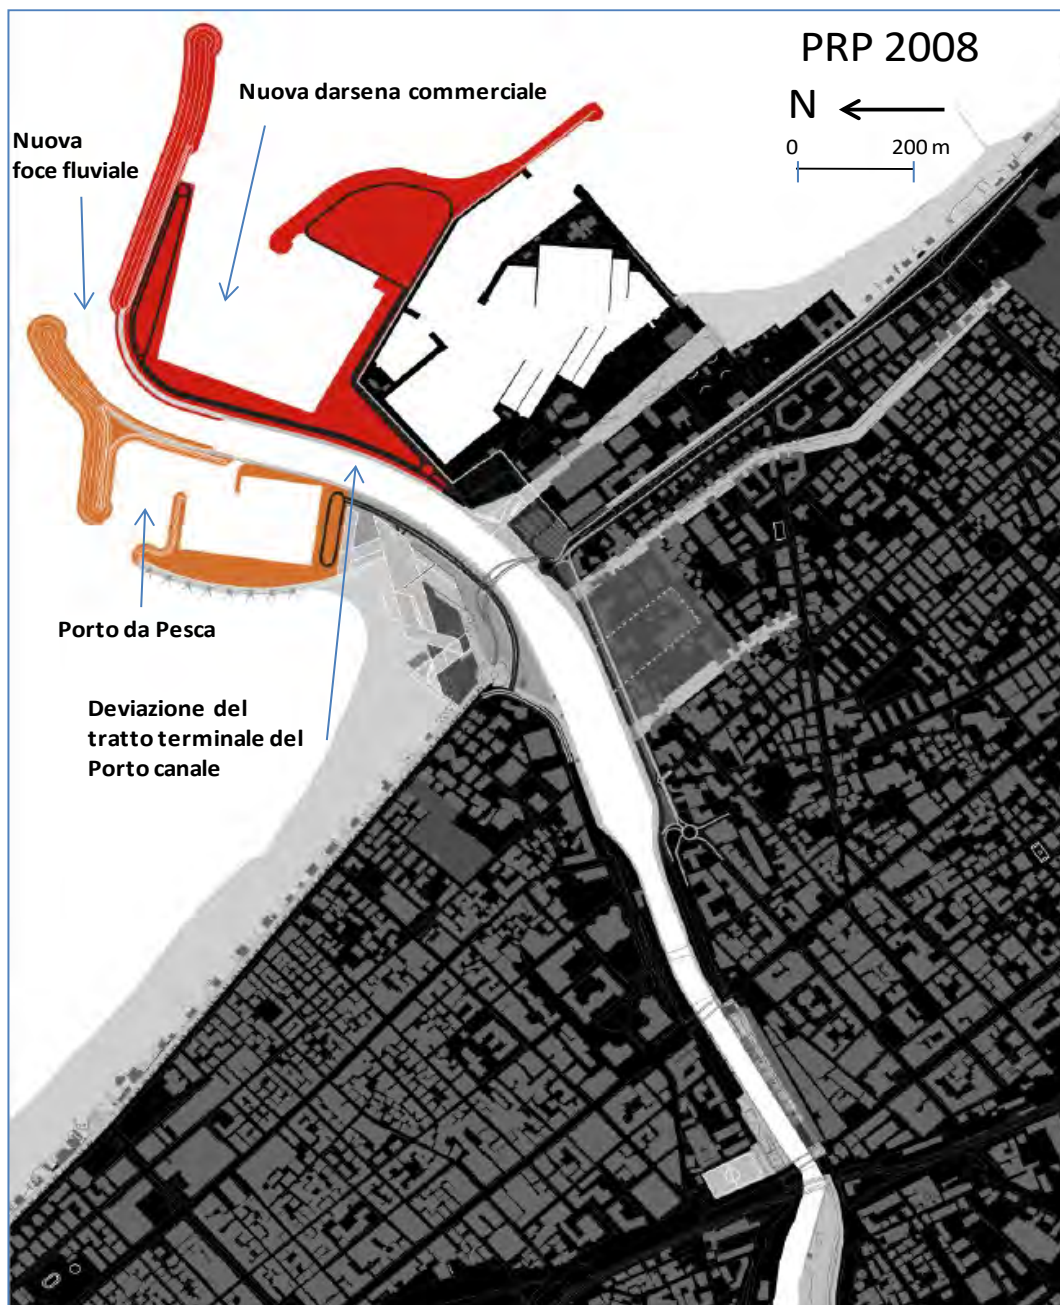 PRP 2008
N
0 200 m
Nuova darsena commerciale
Nuova
foce fluviale
Porto da Pesca
Deviazione del
tratto terminale del
Porto canale